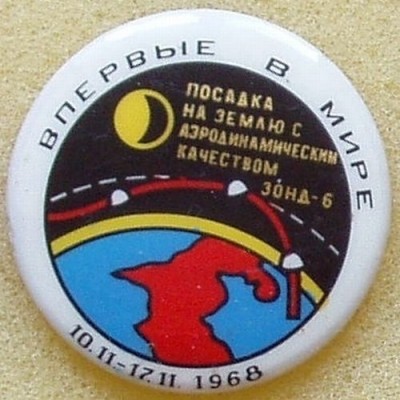 ВПЕРВЫЕ В МИРЕ
ПОСАДКА
НА ЗЕМЛЮ С
АЭРОДИНАМИЧЕСКИМ
КАЧЕСТВОМ
ЗОНД-6
10.11-17.11.1968